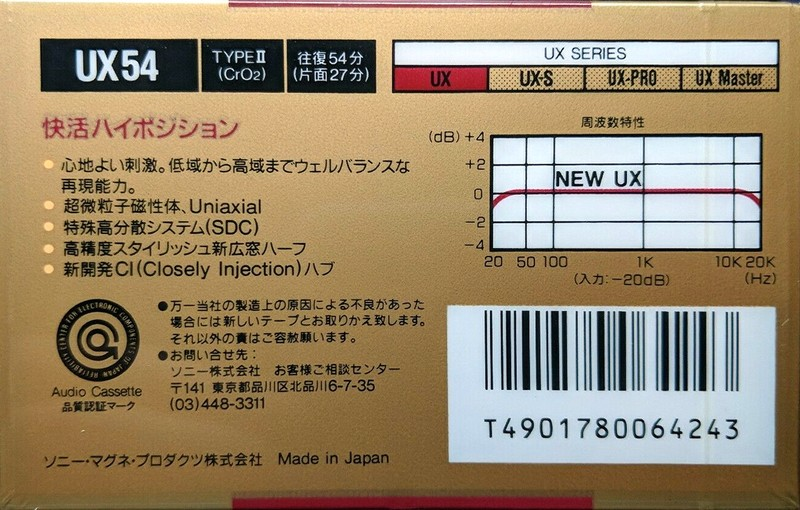 UX54
TYPEⅡ
(CrO2)
往復54分
(片面27分)
UX SERIES
UX
UX-S
UX-PRO
UX Master
快活ハイポジション
心地よい刺激。低域から高域までウェルバランスな
再現能力。
超微粒子磁性体、Uniaxial
特殊高分散システム(SDC)
高精度スタイリッシュ新広窓ハーフ
新開発CI(Closely Injection)ハブ
周波数特性
(dB) +4
+2
0
−2
−4
NEW UX
20 50 100 1K 10K 20K
(入力:−20dB) (Hz)
RELIABILITY CENTER FOR ELECTRONIC COMPONENTS OF JAPAN
Audio Cassette
品質認証マーク
●万一当社の製造上の原因による不良があった
場合には新しいテープとお取りかえ致します。
それ以外の責はご容赦願います。
●お問い合せ先:
ソニー株式会社 お客様ご相談センター
〒141 東京都品川区北品川6-7-35
(03)448-3311
T4901780064243
ソニー・マグネ・プロダクツ株式会社 Made in Japan